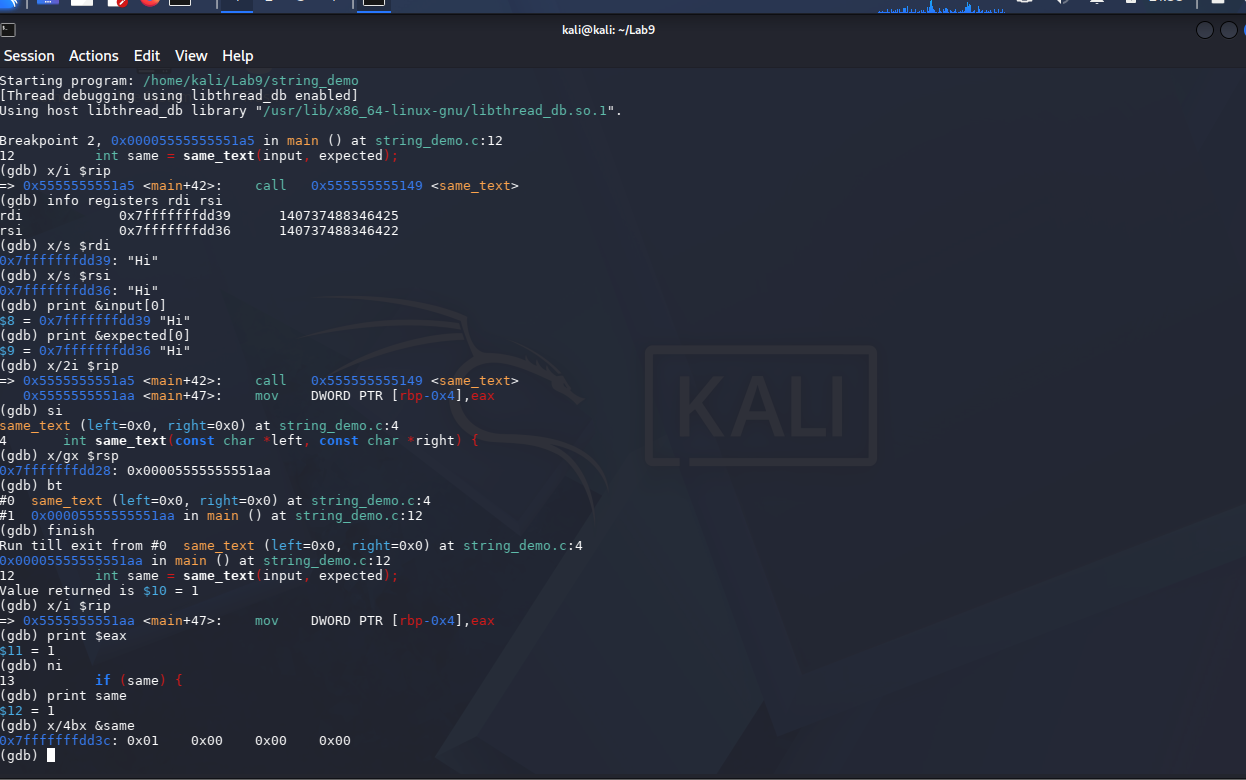 kali@kali: ~/Lab9
Session Actions Edit View Help
Starting program: /home/kali/Lab9/string_demo
[Thread debugging using libthread_db enabled]
Using host libthread_db library "/usr/lib/x86_64-linux-gnu/libthread_db.so.1".
Breakpoint 2, 0x00005555555551a5 in main () at string_demo.c:12
12 int same = same_text(input, expected);
(gdb) x/i $rip
=> 0x5555555551a5 <main+42>: call 0x555555555149 <same_text>
(gdb) info registers rdi rsi
rdi 0x7fffffffdd39 140737488346425
rsi 0x7fffffffdd36 140737488346422
(gdb) x/s $rdi
0x7fffffffdd39: "Hi"
(gdb) x/s $rsi
0x7fffffffdd36: "Hi"
(gdb) print &input[0]
$8 = 0x7fffffffdd39 "Hi"
(gdb) print &expected[0]
$9 = 0x7fffffffdd36 "Hi"
(gdb) x/2i $rip
=> 0x5555555551a5 <main+42>: call 0x555555555149 <same_text>
0x5555555551aa <main+47>: mov DWORD PTR [rbp-0x4],eax
(gdb) si
same_text (left=0x0, right=0x0) at string_demo.c:4
4 int same_text(const char *left, const char *right) {
(gdb) x/gx $rsp
0x7fffffffdd28: 0x00005555555551aa
(gdb) bt
#0 same_text (left=0x0, right=0x0) at string_demo.c:4
#1 0x00005555555551aa in main () at string_demo.c:12
(gdb) finish
Run till exit from #0 same_text (left=0x0, right=0x0) at string_demo.c:4
0x00005555555551aa in main () at string_demo.c:12
12 int same = same_text(input, expected);
Value returned is $10 = 1
(gdb) x/i $rip
=> 0x5555555551aa <main+47>: mov DWORD PTR [rbp-0x4],eax
(gdb) print $eax
$11 = 1
(gdb) ni
13 if (same) {
(gdb) print same
$12 = 1
(gdb) x/4bx &same
0x7fffffffdd3c: 0x01 0x00 0x00 0x00
(gdb)
KALI